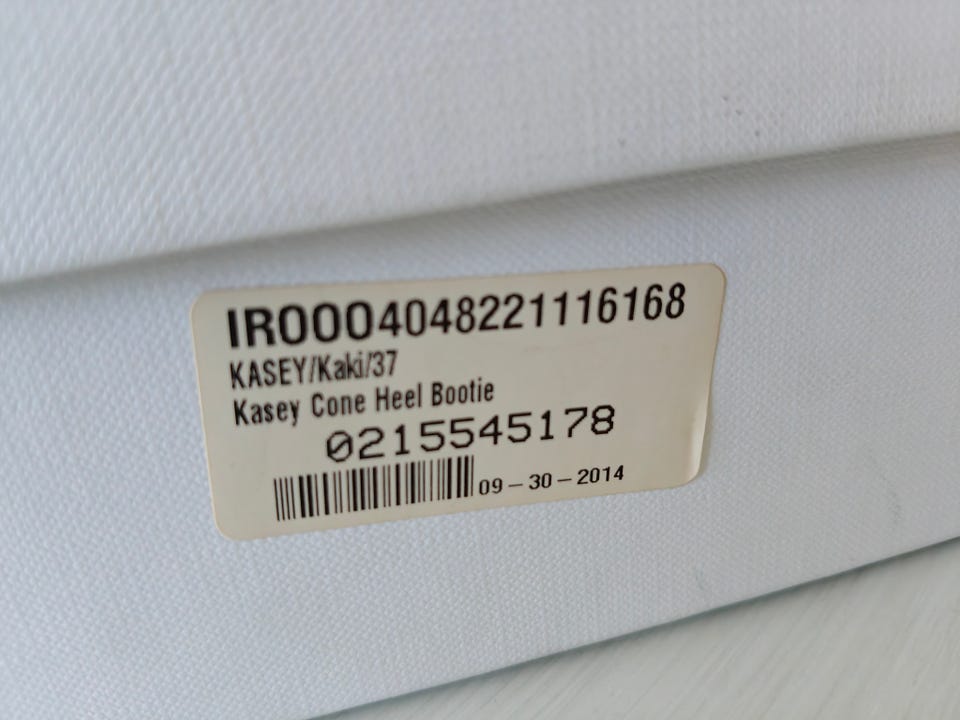 IR0004048221116168
KASEY/Kaki/37
Kasey Cone Heel Bootie
0215545178
09-30-2014